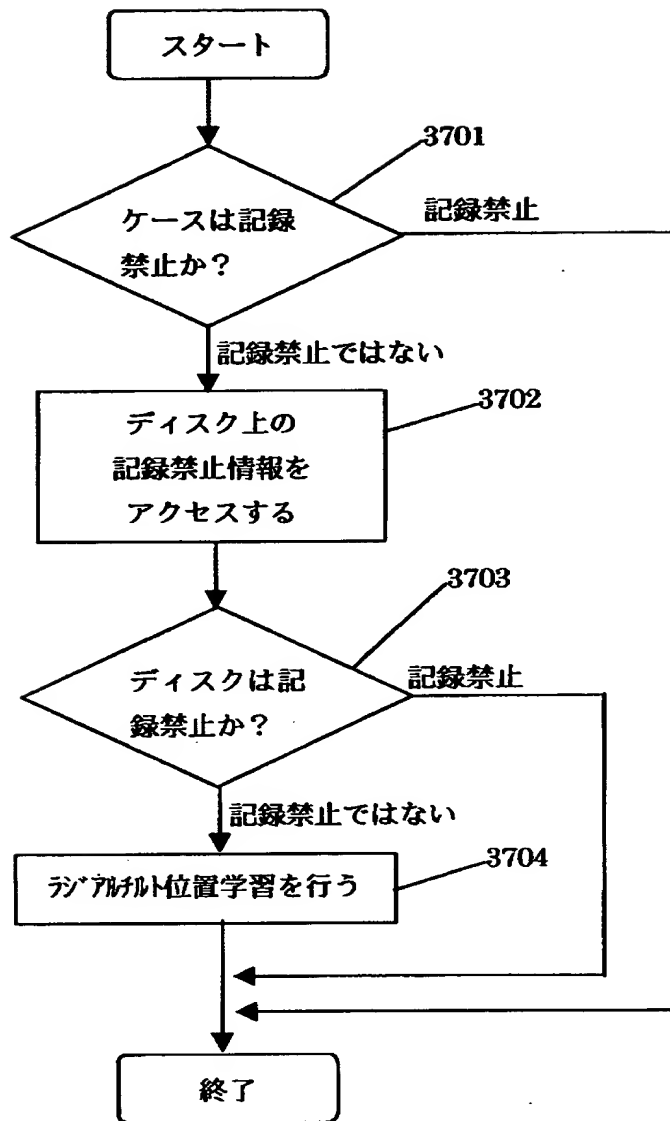 スタート
3701
ケースは記録
禁止か？
記録禁止
記録禁止ではない
3702
ディスク上の
記録禁止情報を
アクセスする
3703
ディスクは記
録禁止か？
記録禁止
記録禁止ではない
3704
ﾗｼﾞｱﾙﾁﾙﾄ位置学習を行う
終了